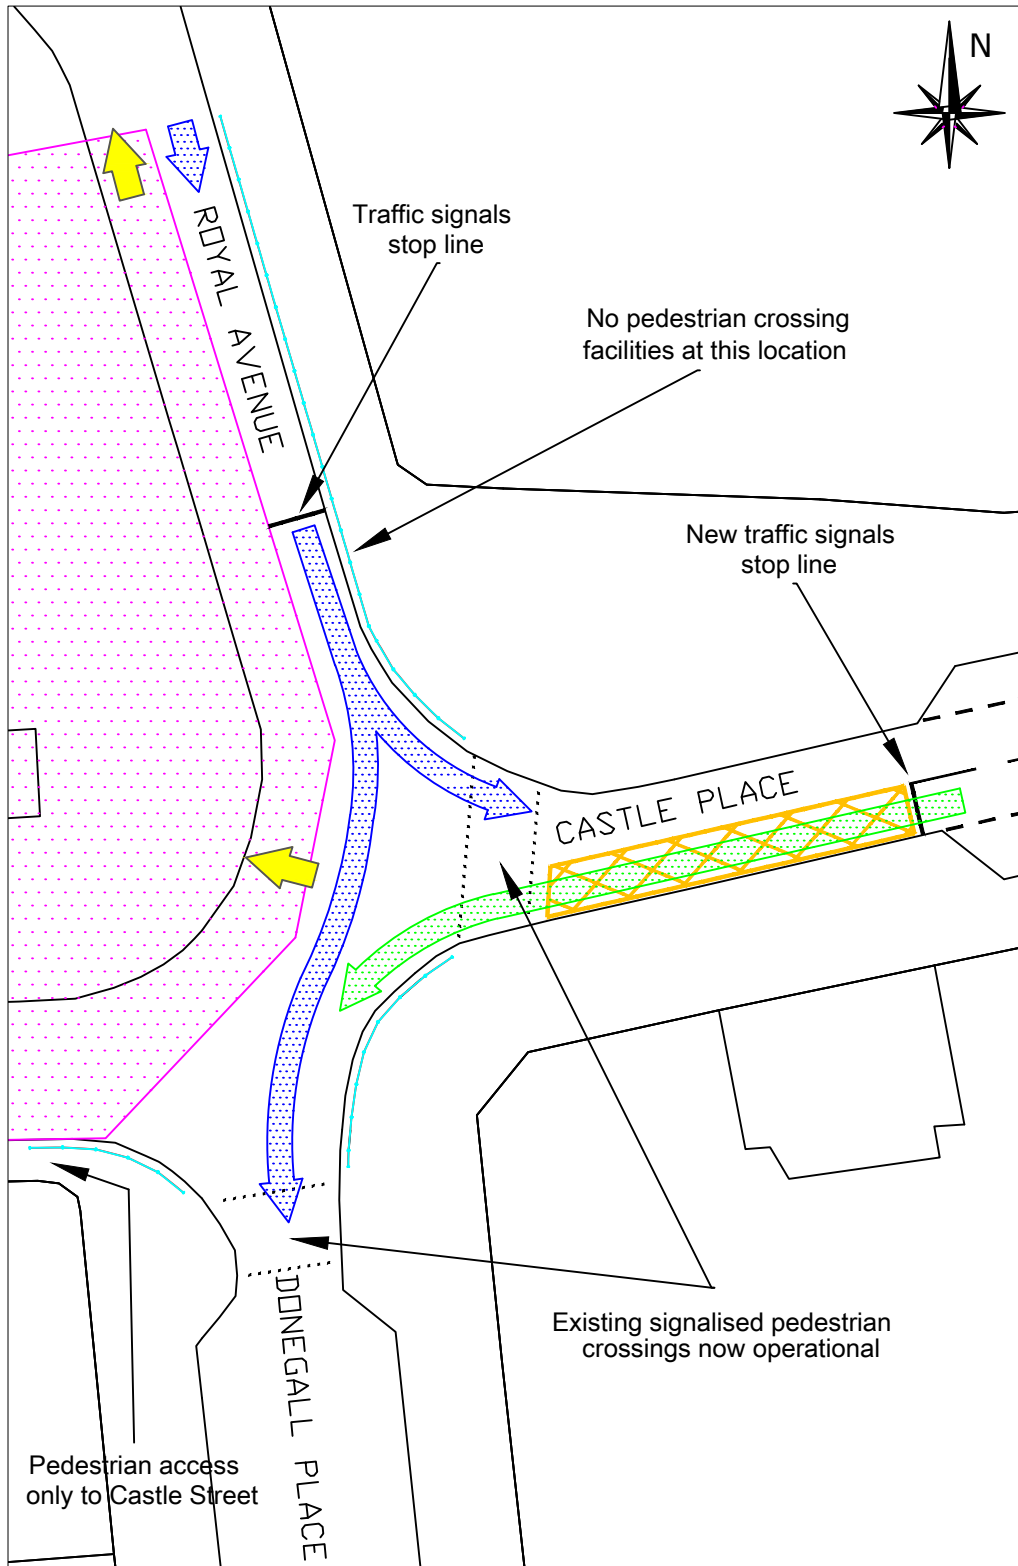 N
ROYAL AVENUE
Traffic signals
stop line
No pedestrian crossing
facilities at this location
New traffic signals
stop line
CASTLE PLACE
Existing signalised pedestrian
crossings now operational
DONEGALL PLACE
Pedestrian access
only to Castle Street